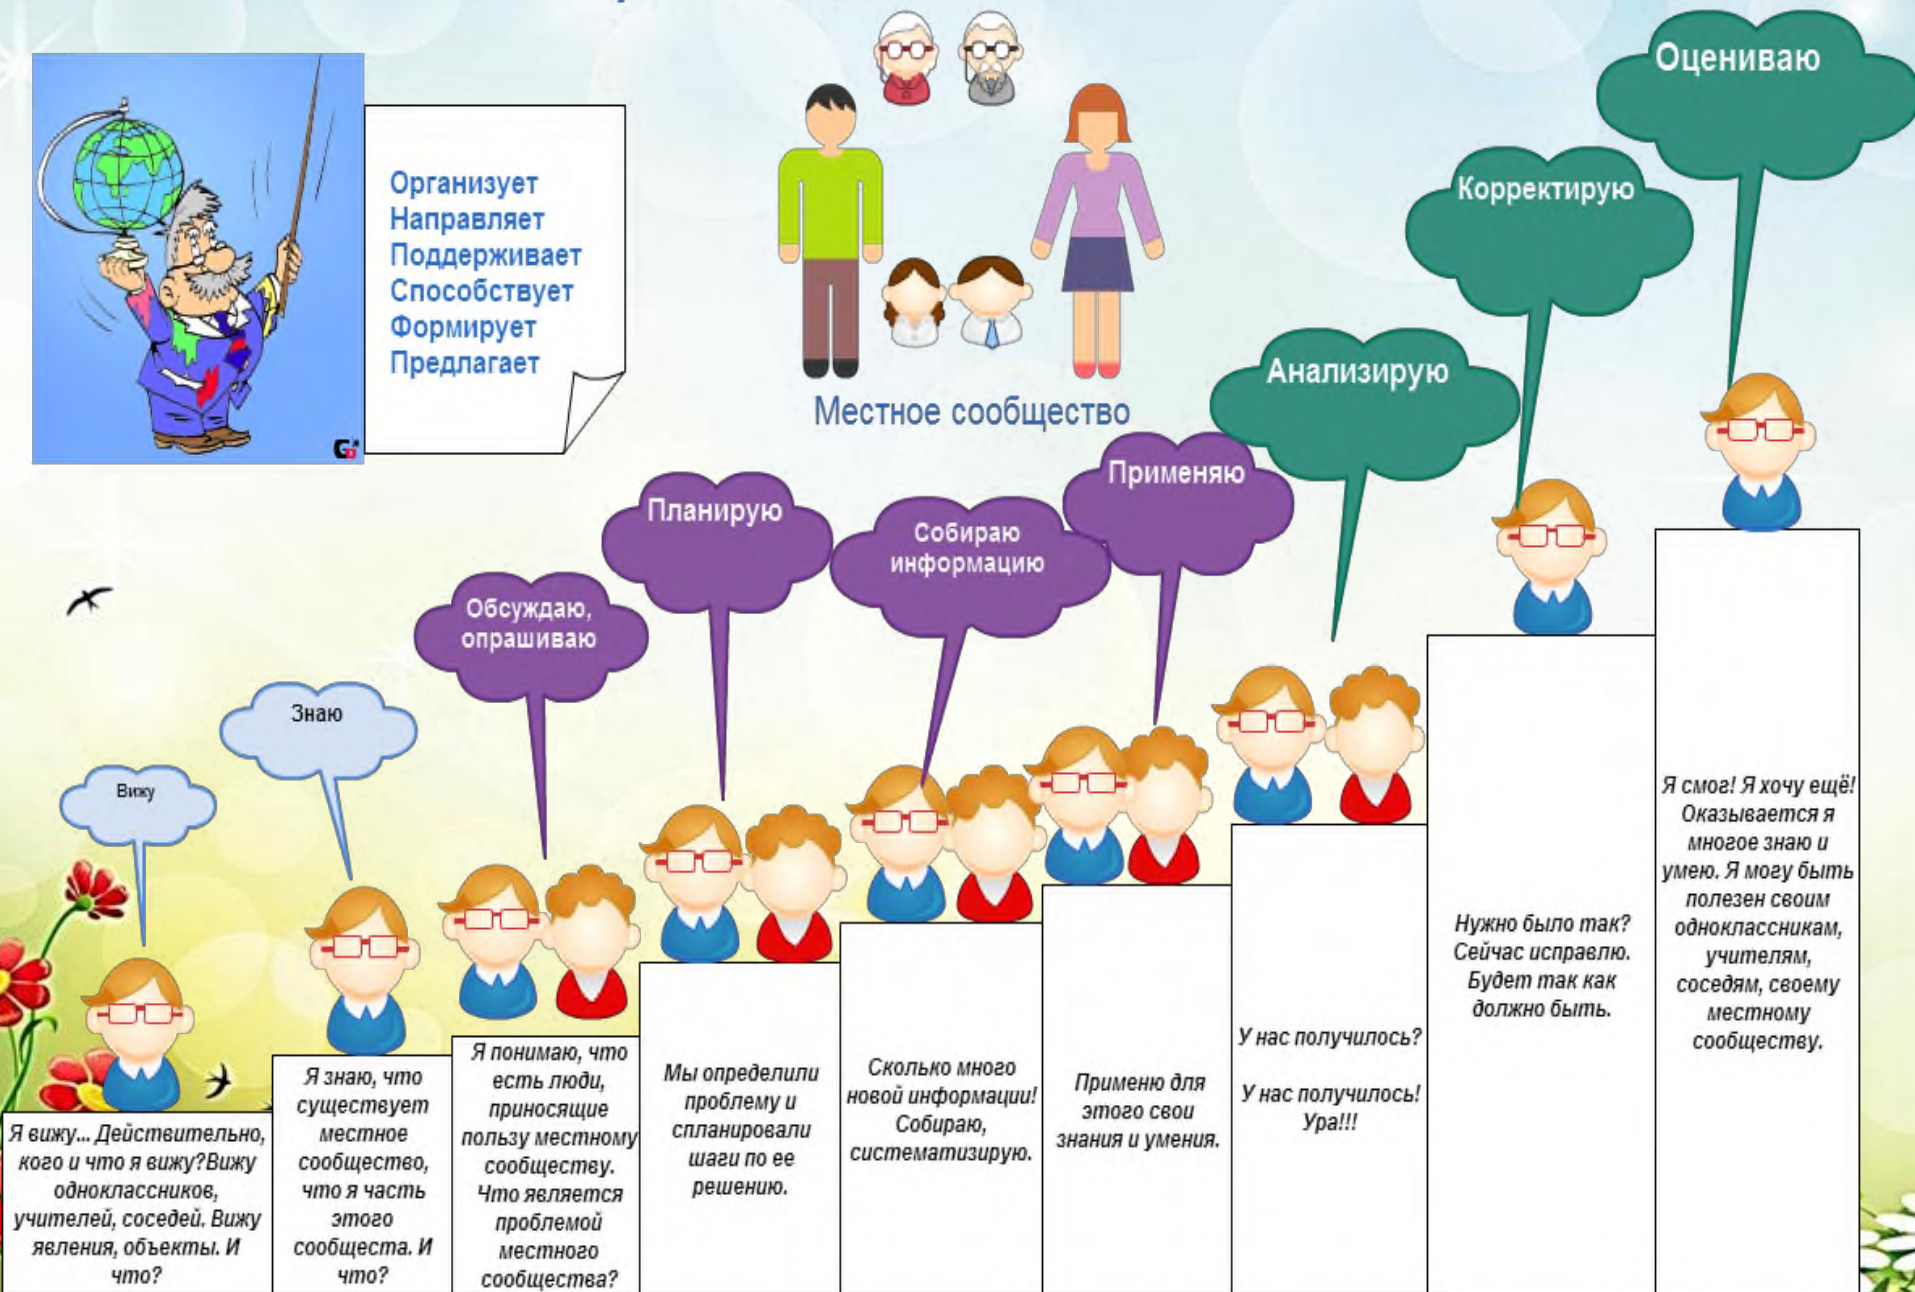 Организует
Направляет
Поддерживает
Способствует
Формирует
Предлагает
Местное сообщество
Вижу
Знаю
Обсуждаю,
опрашиваю
Планирую
Собираю
информацию
Применяю
Анализирую
Корректирую
Оцениваю
Я вижу... Действительно,
кого и что я вижу?Вижу
одноклассников,
учителей, соседей. Вижу
явления, объекты. И
что?
Я знаю, что
существует
местное
сообщество,
что я часть
этого
сообщеста. И
что?
Я понимаю, что
есть люди,
приносящие
пользу местному
сообществу.
Что является
проблемой
местного
сообщества?
Мы определили
проблему и
спланировали
шаги по ее
решению.
Сколько много
новой информации!
Собираю,
систематизирую.
Применю для
этого свои
знания и умения.
У нас получилось?
У нас получилось!
Ура!!!
Нужно было так?
Сейчас исправлю.
Будет так как
должно быть.
Я смог! Я хочу ещё!
Оказывается я
многое знаю и
умею. Я могу быть
полезен своим
одноклассникам,
учителям,
соседям, своему
местному
сообществу.